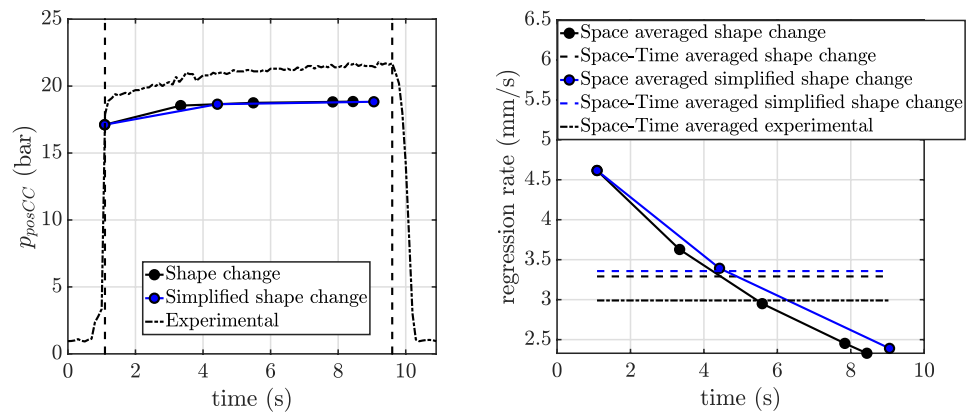 25
20
15
10
5
0
p_posCC (bar)
Shape change
Simplified shape change
Experimental
0 2 4 6 8 10
time (s)
6.5
6
5.5
5
4.5
4
3.5
3
2.5
regression rate (mm/s)
Space averaged shape change
Space-Time averaged shape change
Space averaged simplified shape change
Space-Time averaged simplified shape change
Space-Time averaged experimental
0 2 4 6 8 10
time (s)